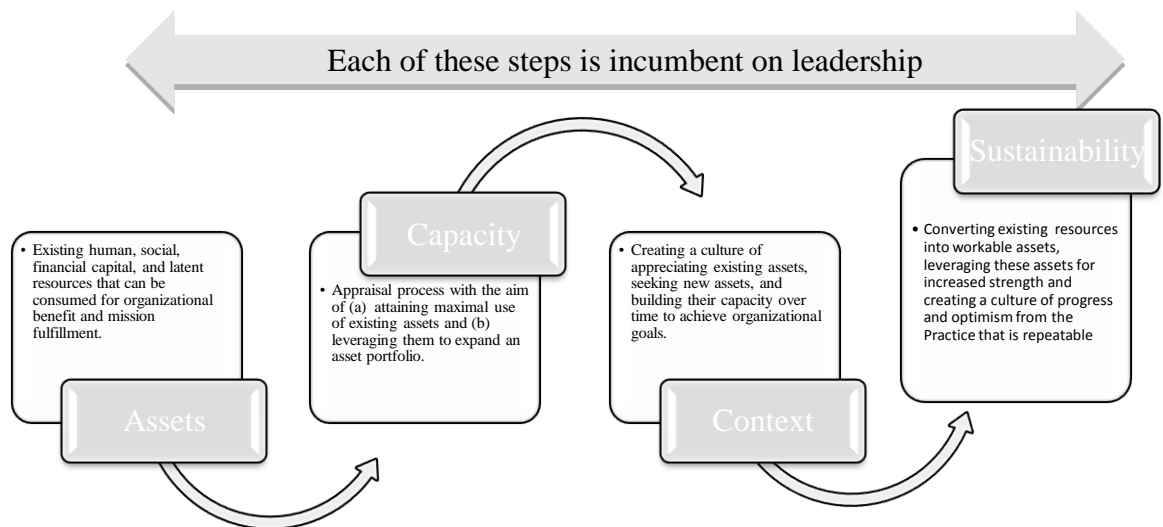 Each of these steps is incumbent on leadership
• Existing human, social,
financial capital, and latent
resources that can be
consumed for organizational
benefit and mission
fulfillment.
Assets
Capacity
• Appraisal process with the aim
of (a) attaining maximal use
of existing assets and (b)
leveraging them to expand an
asset portfolio.
• Creating a culture of
appreciating existing assets,
seeking new assets, and
building their capacity over
time to achieve organizational
goals.
Context
Sustainability
• Converting existing resources
into workable assets,
leveraging these assets for
increased strength and
creating a culture of progress
and optimism from the
Practice that is repeatable